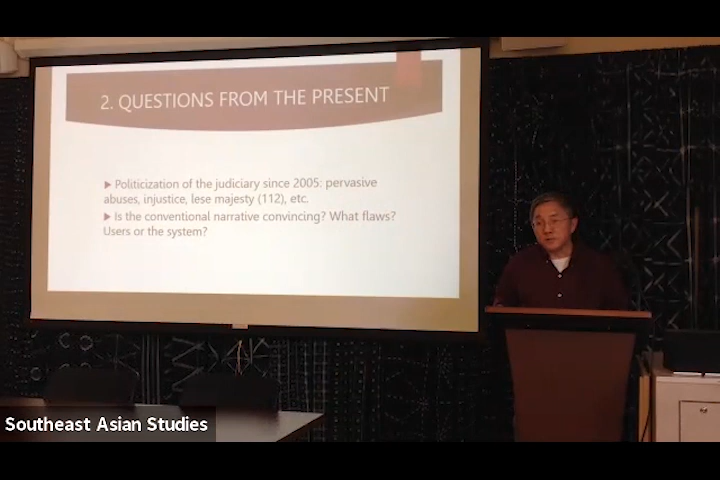 2. QUESTIONS FROM THE PRESENT
▶ Politicization of the judiciary since 2005: pervasive
abuses, injustice, lese majesty (112), etc.
▶ Is the conventional narrative convincing? What flaws?
Users or the system?
Southeast Asian Studies